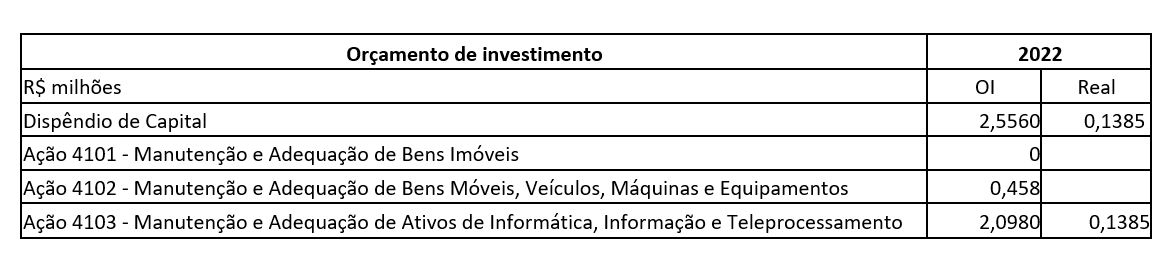 Orçamento de investimento 2022
R$ milhões OI Real
Dispêndio de Capital 2,5560 0,1385
Ação 4101 - Manutenção e Adequação de Bens Imóveis 0
Ação 4102 - Manutenção e Adequação de Bens Móveis, Veículos, Máquinas e Equipamentos 0,458
Ação 4103 - Manutenção e Adequação de Ativos de Informática, Informação e Teleprocessamento 2,0980 0,1385